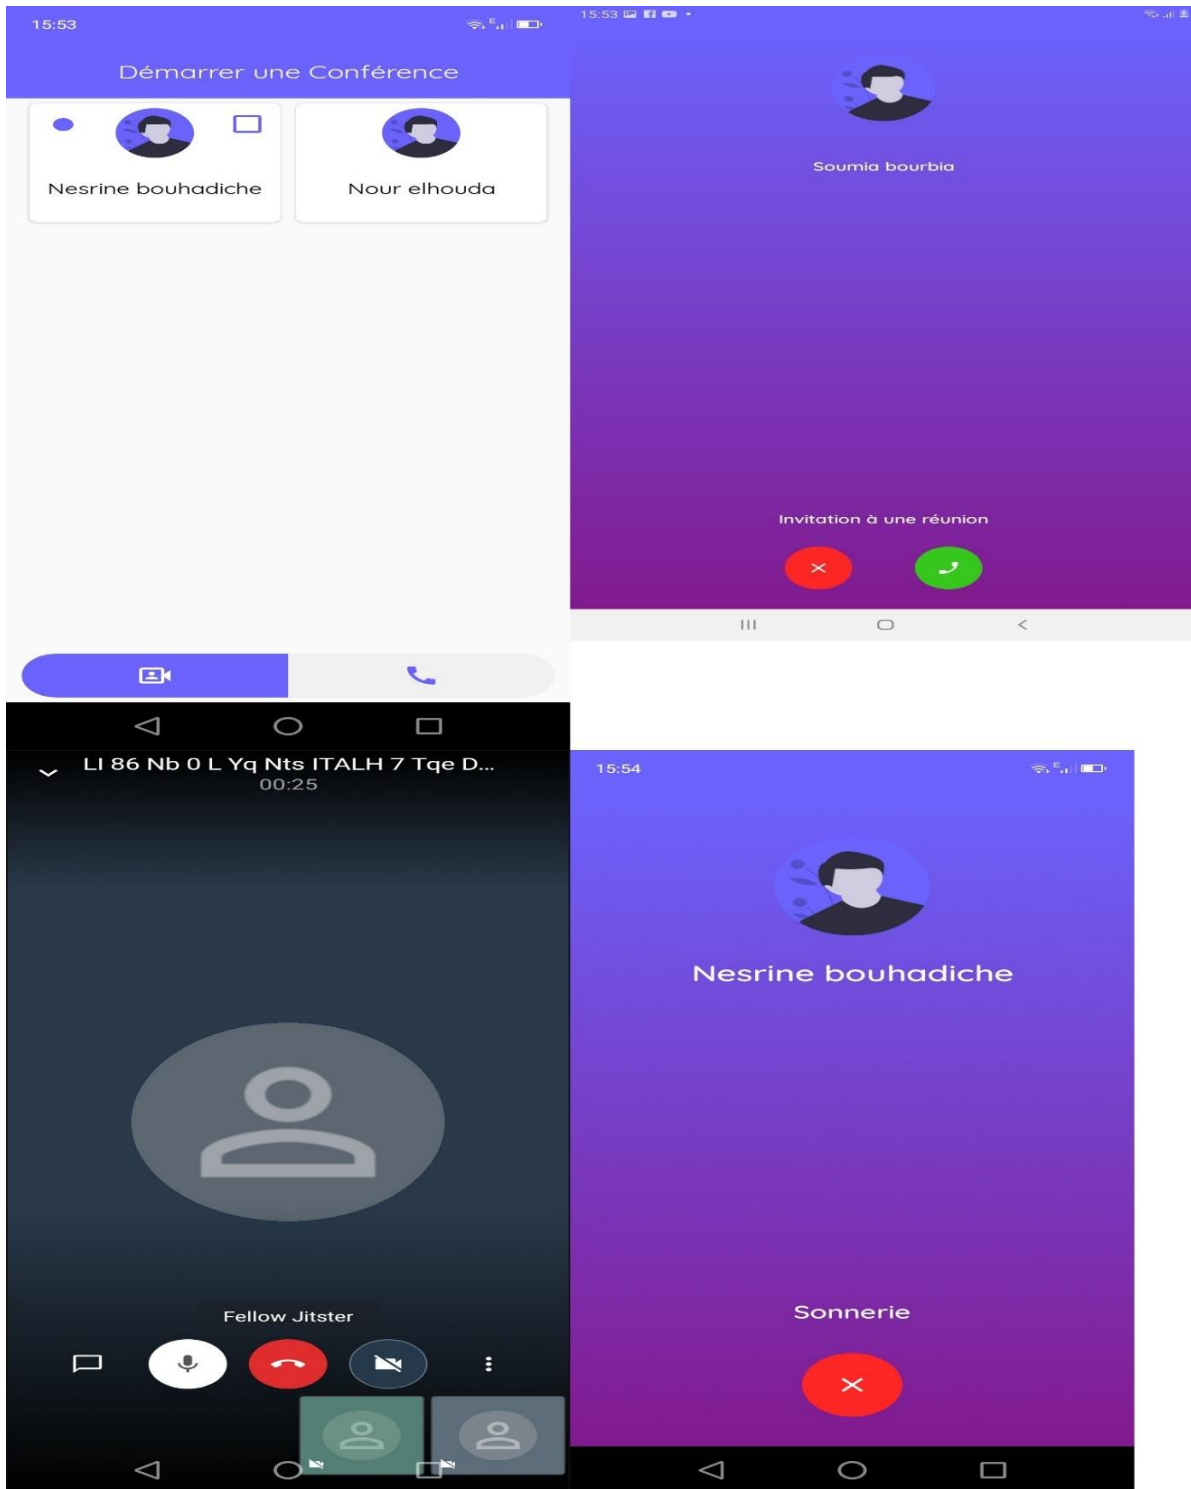 15:53
Démarrer une Conférence
Nesrine bouhadiche
Nour elhouda
15:53
Soumia bourbia
Invitation à une réunion
LI 86 Nb 0 L Yq Nts ITALH 7 Tqe D...
00:25
Fellow Jitster
15:54
Nesrine bouhadiche
Sonnerie